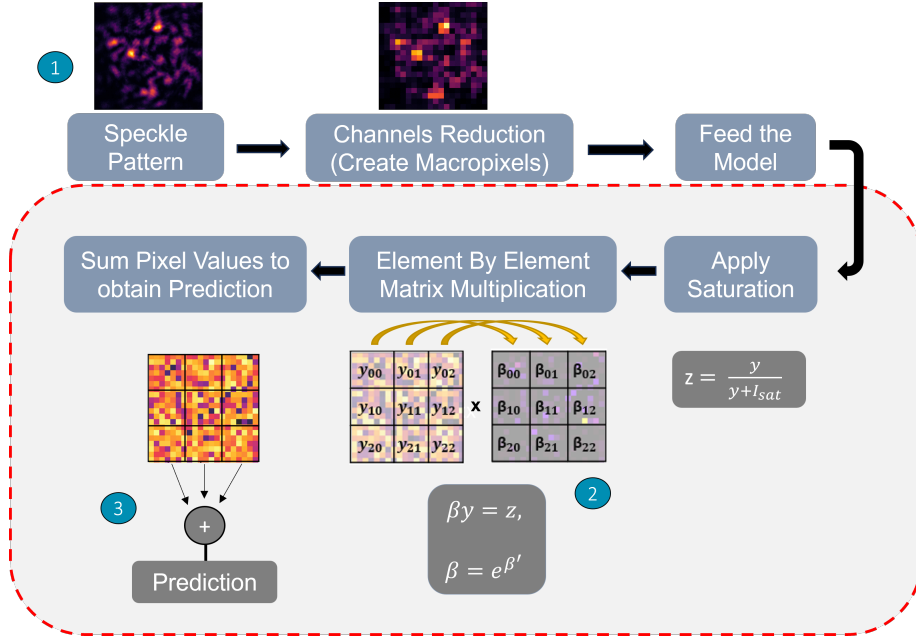 1
Speckle
Pattern
Channels Reduction
(Create Macropixels)
Feed the
Model
Sum Pixel Values to
obtain Prediction
Element By Element
Matrix Multiplication
Apply
Saturation
y₀₀ y₀₁ y₀₂
y₁₀ y₁₁ y₁₂
y₂₀ y₂₁ y₂₂
x
β₀₀ β₀₁ β₀₂
β₁₀ β₁₁ β₁₂
β₂₀ β₂₁ β₂₂
z = y / y+I_sat
2
βy = z,
β = e^β′
3
+
Prediction